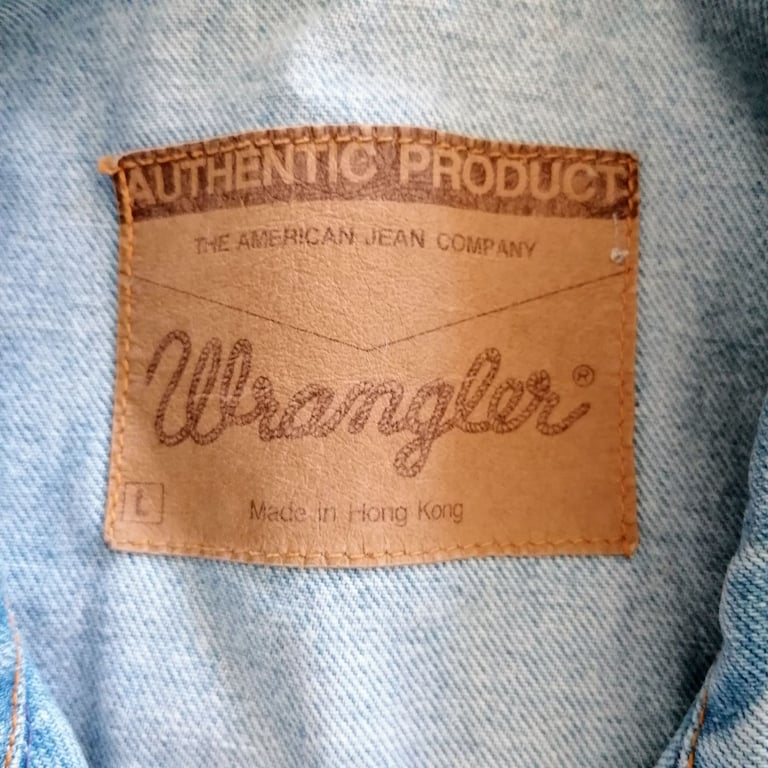 AUTHENTIC PRODUCT
THE AMERICAN JEAN COMPANY
Wrangler®
L
Made in Hong Kong